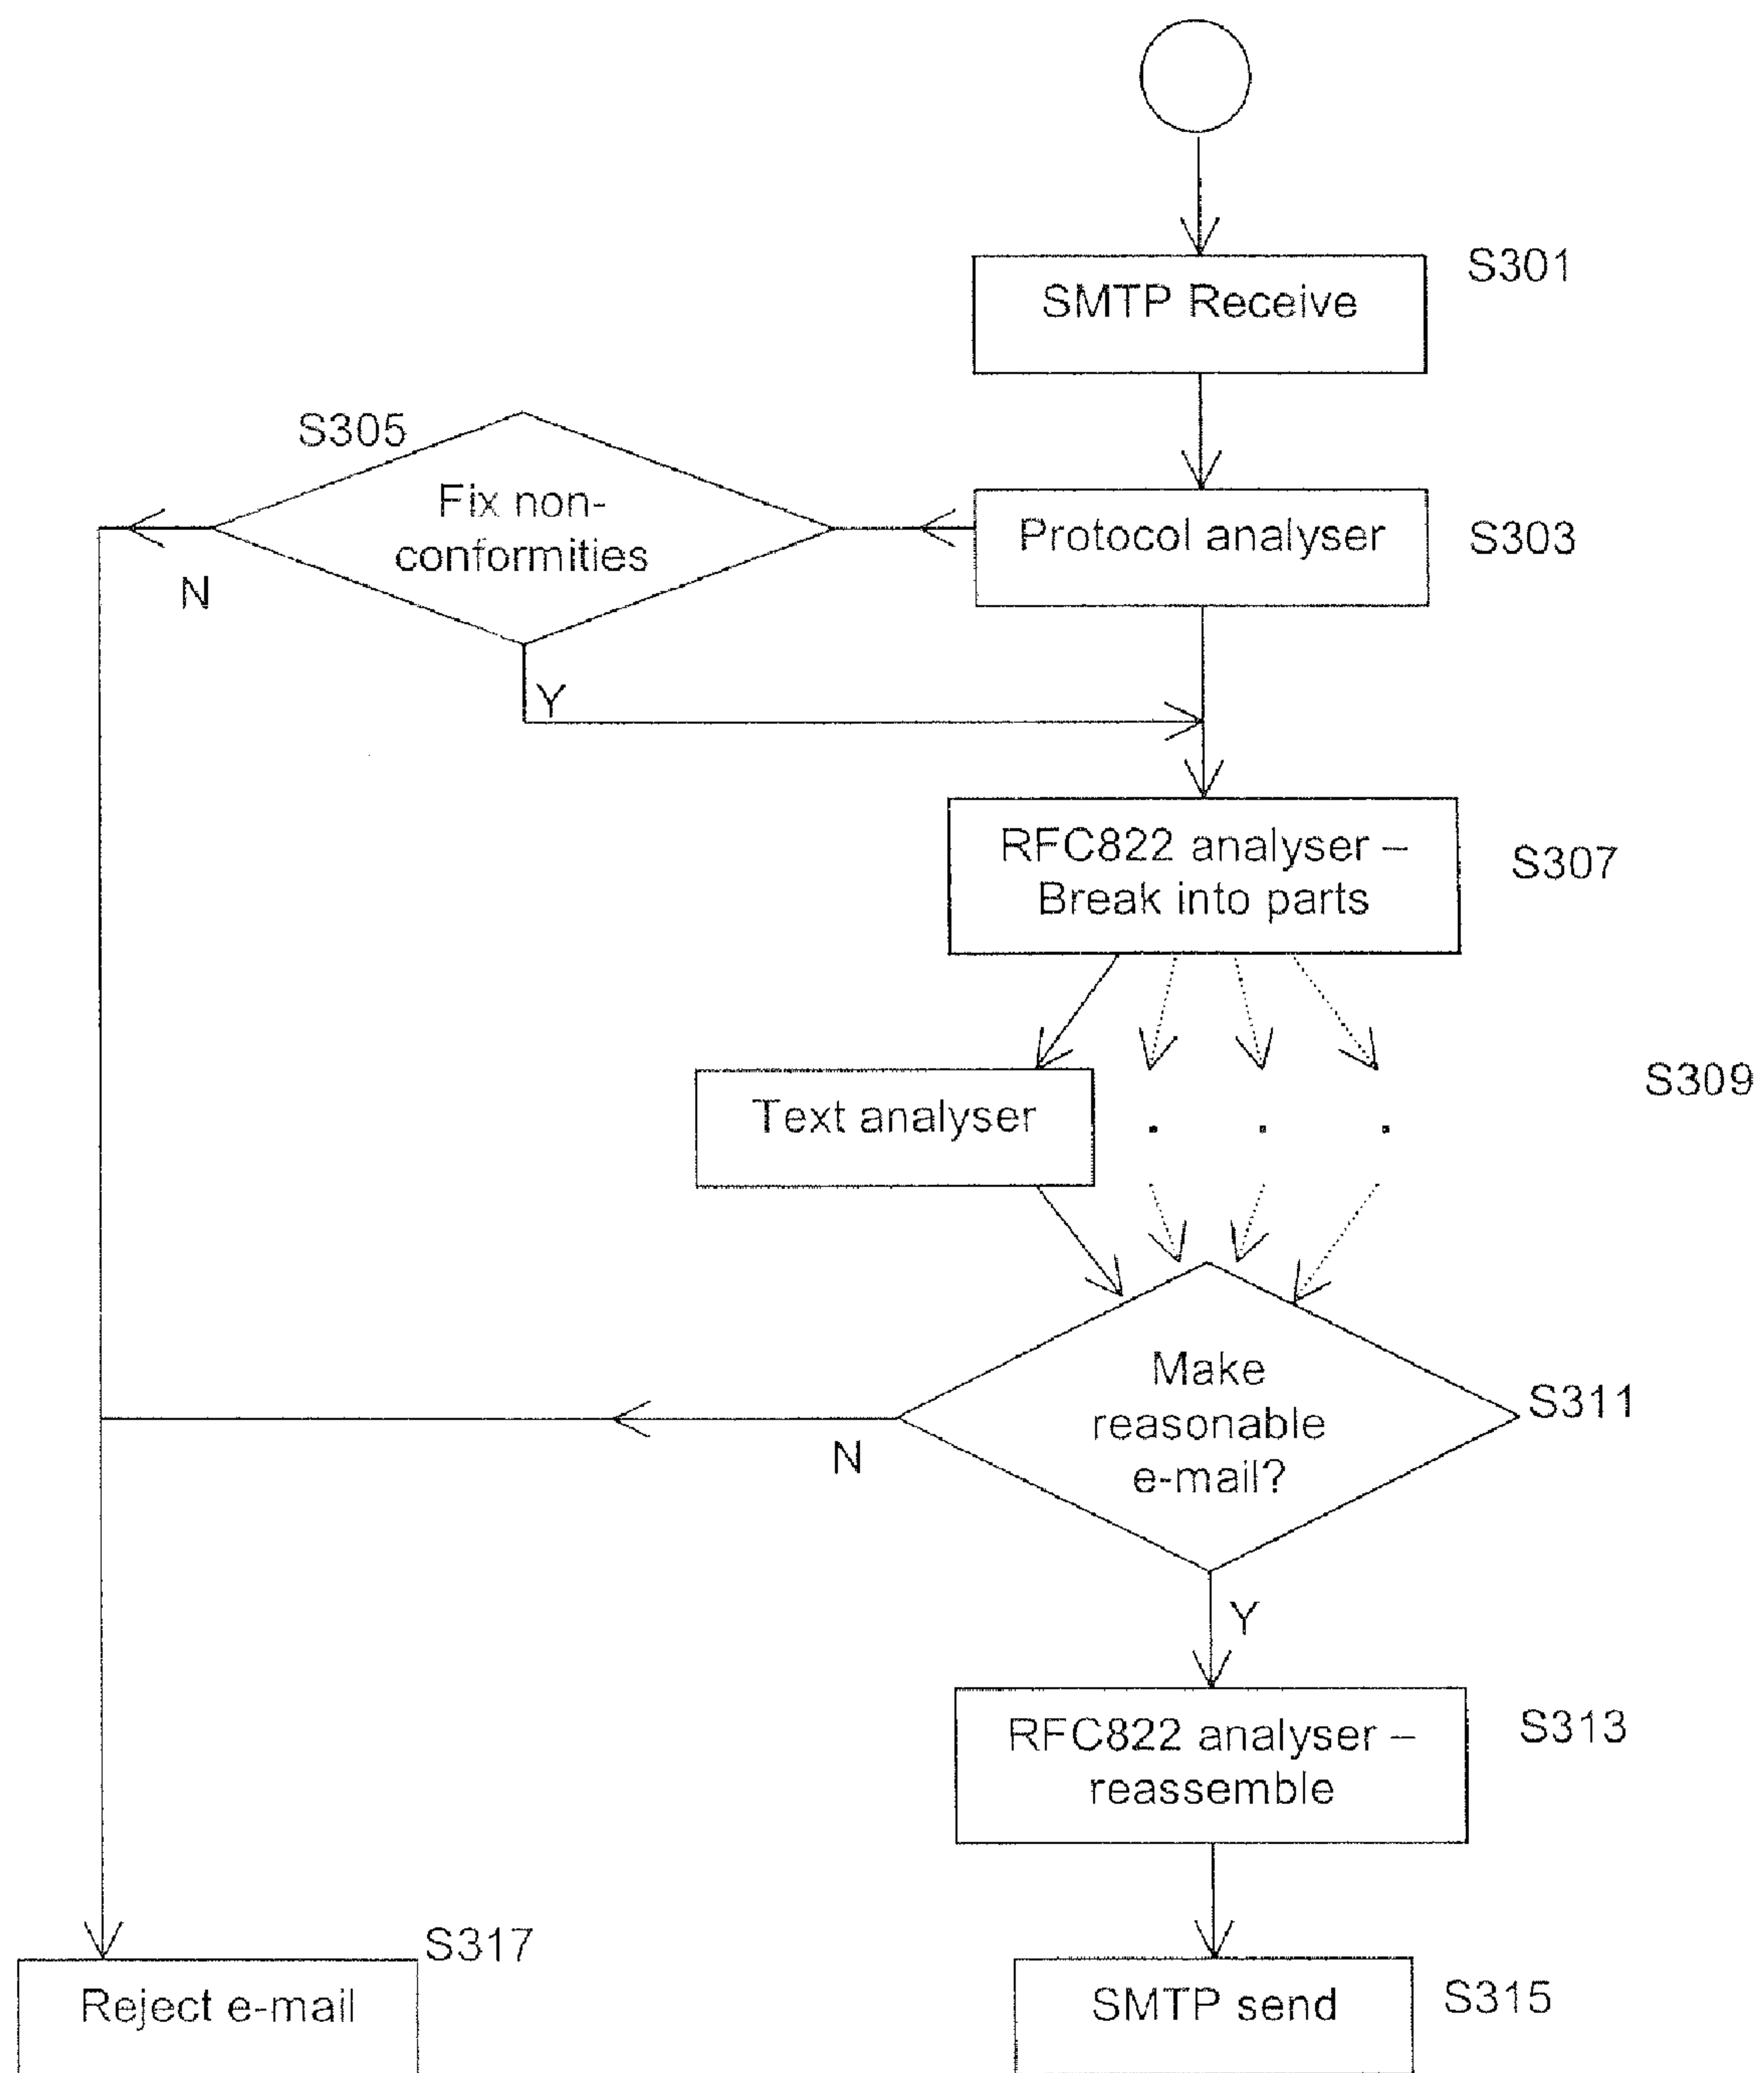 S301
SMTP Receive
S305
Fix non-
conformities
Protocol analyser
S303
N
Y
RFC822 analyser –
Break into parts
S307
S309
Text analyser
Make
reasonable
e-mail?
S311
N
Y
RFC822 analyser –
reassemble
S313
S317
Reject e-mail
SMTP send
S315